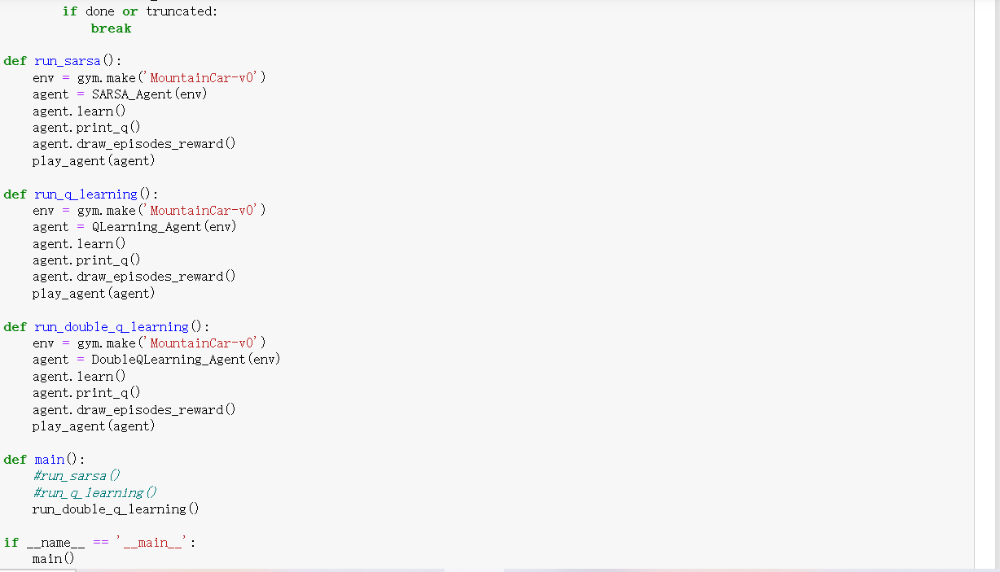 if done or truncated:
break
def run_sarsa():
env = gym.make('MountainCar-v0')
agent = SARSA_Agent(env)
agent.learn()
agent.print_q()
agent.draw_episodes_reward()
play_agent(agent)
def run_q_learning():
env = gym.make('MountainCar-v0')
agent = QLearning_Agent(env)
agent.learn()
agent.print_q()
agent.draw_episodes_reward()
play_agent(agent)
def run_double_q_learning():
env = gym.make('MountainCar-v0')
agent = DoubleQLearning_Agent(env)
agent.learn()
agent.print_q()
agent.draw_episodes_reward()
play_agent(agent)
def main():
#run_sarsa()
#run_q_learning()
run_double_q_learning()
if __name__ == '__main__':
main()